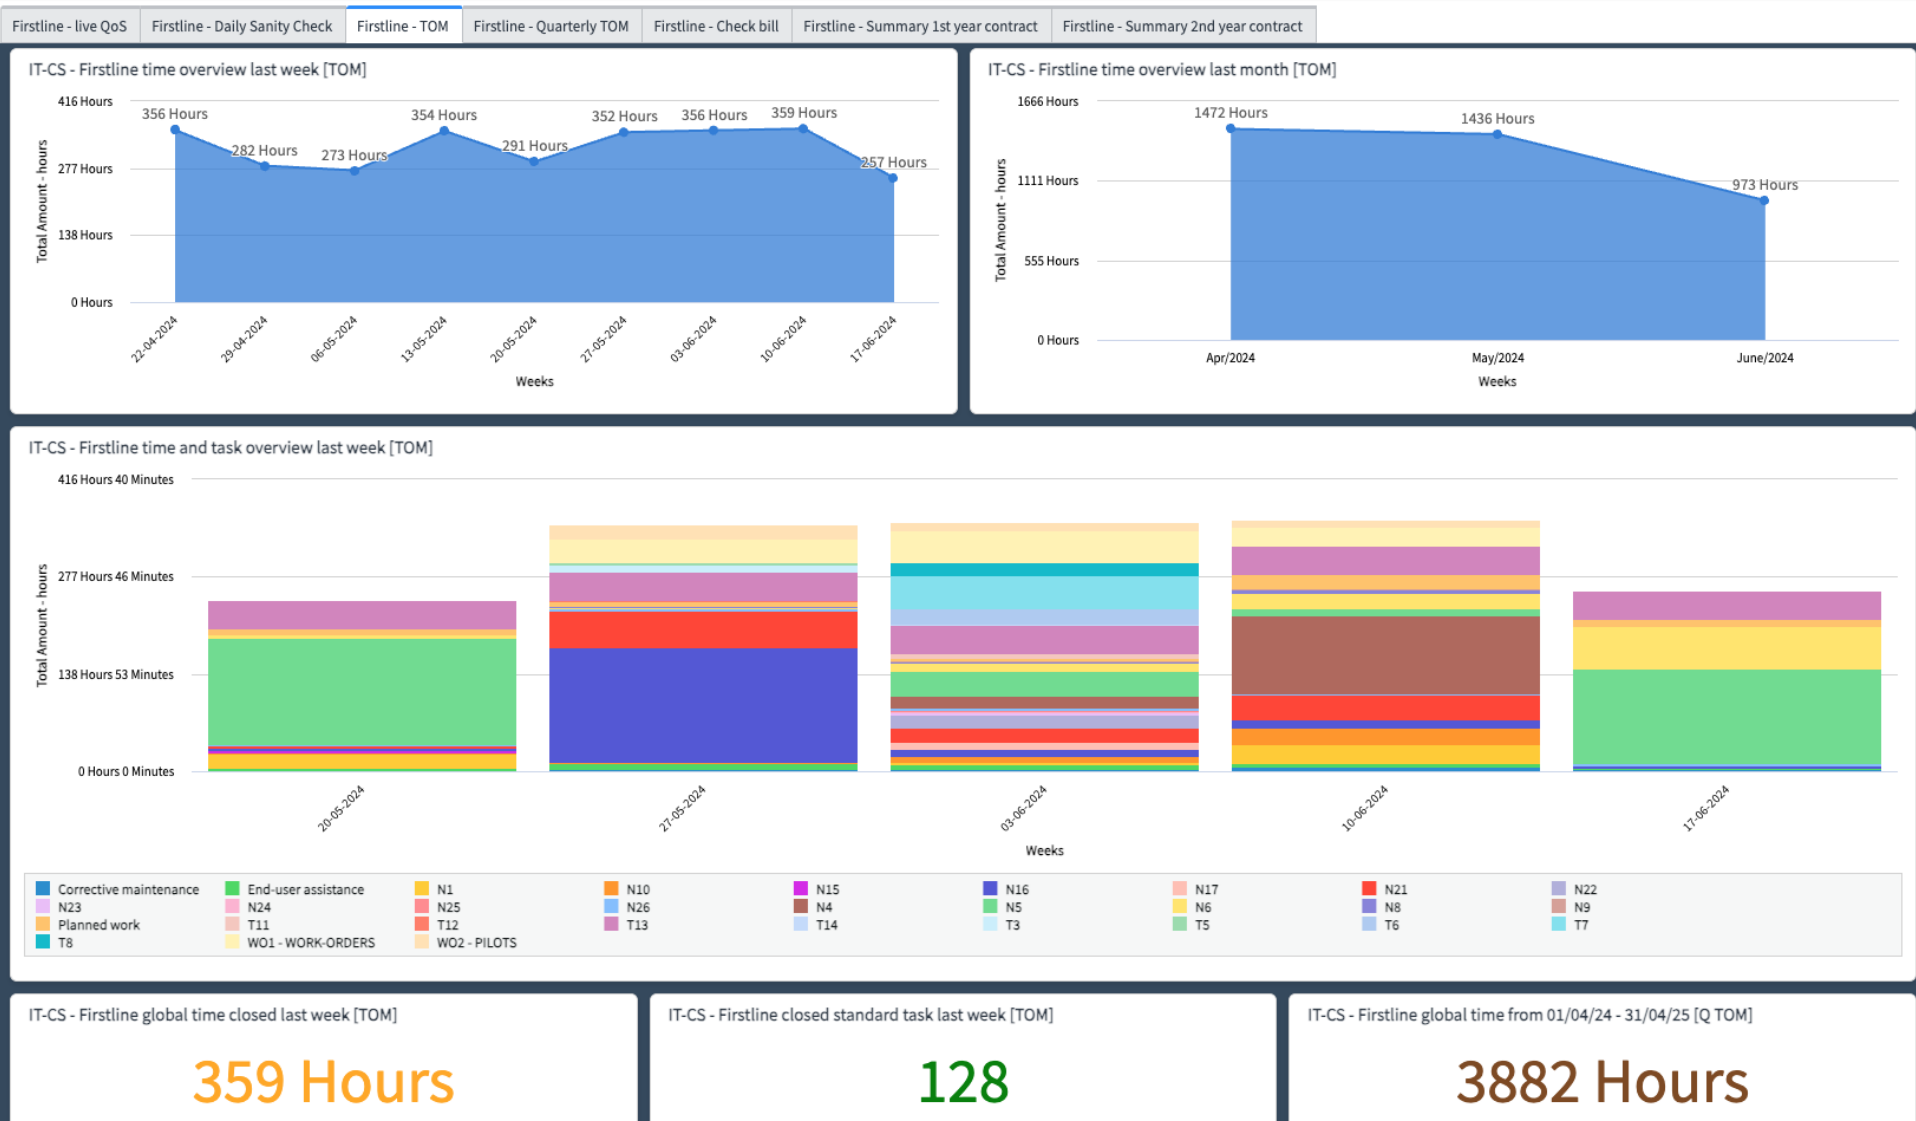 Firstline - live QoS
Firstline - Daily Sanity Check
Firstline - TOM
Firstline - Quarterly TOM
Firstline - Check bill
Firstline - Summary 1st year contract
Firstline - Summary 2nd year contract
IT-CS - Firstline time overview last week [TOM]
416 Hours
277 Hours
138 Hours
0 Hours
Total Amount - hours
356 Hours
282 Hours
273 Hours
354 Hours
291 Hours
352 Hours
356 Hours
359 Hours
257 Hours
22-04-2024
29-04-2024
06-05-2024
13-05-2024
20-05-2024
27-05-2024
03-06-2024
10-06-2024
17-06-2024
Weeks
IT-CS - Firstline time overview last month [TOM]
1666 Hours
1111 Hours
555 Hours
0 Hours
Total Amount - hours
1472 Hours
1436 Hours
973 Hours
Apr/2024
May/2024
June/2024
Weeks
IT-CS - Firstline time and task overview last week [TOM]
416 Hours 40 Minutes
277 Hours 46 Minutes
138 Hours 53 Minutes
0 Hours 0 Minutes
Total Amount - hours
20-05-2024
27-05-2024
03-06-2024
10-06-2024
17-06-2024
Weeks
Corrective maintenance
End-user assistance
N1
N10
N15
N16
N17
N21
N22
N23
N24
N25
N26
N4
N5
N6
N8
N9
Planned work
T11
T12
T13
T14
T3
T5
T6
T7
T8
WO1 - WORK-ORDERS
WO2 - PILOTS
IT-CS - Firstline global time closed last week [TOM]
359 Hours
IT-CS - Firstline closed standard task last week [TOM]
128
IT-CS - Firstline global time from 01/04/24 - 31/04/25 [Q TOM]
3882 Hours